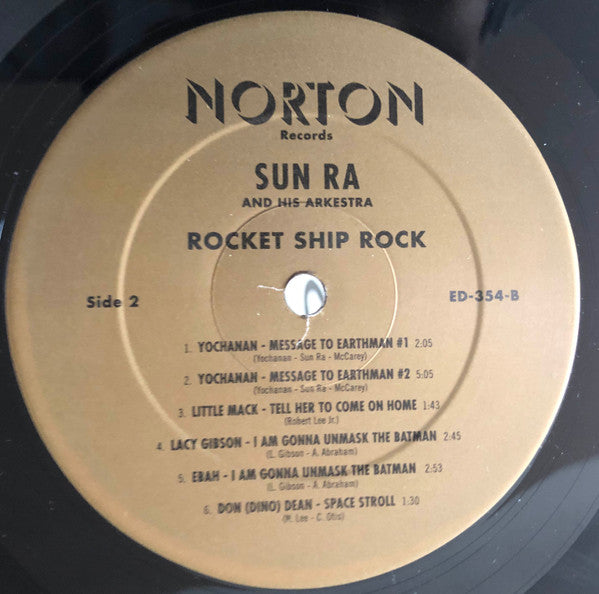 NORTON
Records
SUN RA
AND HIS ARKESTRA
ROCKET SHIP ROCK
Side 2
ED-354-B
1. YOCHANAN - MESSAGE TO EARTHMAN #1 2:05
(Yochanan - Sun Ra - McCarey)
2. YOCHANAN - MESSAGE TO EARTHMAN #2 5:05
(Yochanan - Sun Ra - McCarey)
3. LITTLE MACK - TELL HER TO COME ON HOME 1:43
(Robert Lee Jr.)
4. LACY GIBSON - I AM GONNA UNMASK THE BATMAN 2:45
(L. Gibson - A. Abraham)
5. EBAH - I AM GONNA UNMASK THE BATMAN 2:53
(L. Gibson - A. Abraham)
6. DON (DINO) DEAN - SPACE STROLL 1:30
(M. Lee - C. Otis)